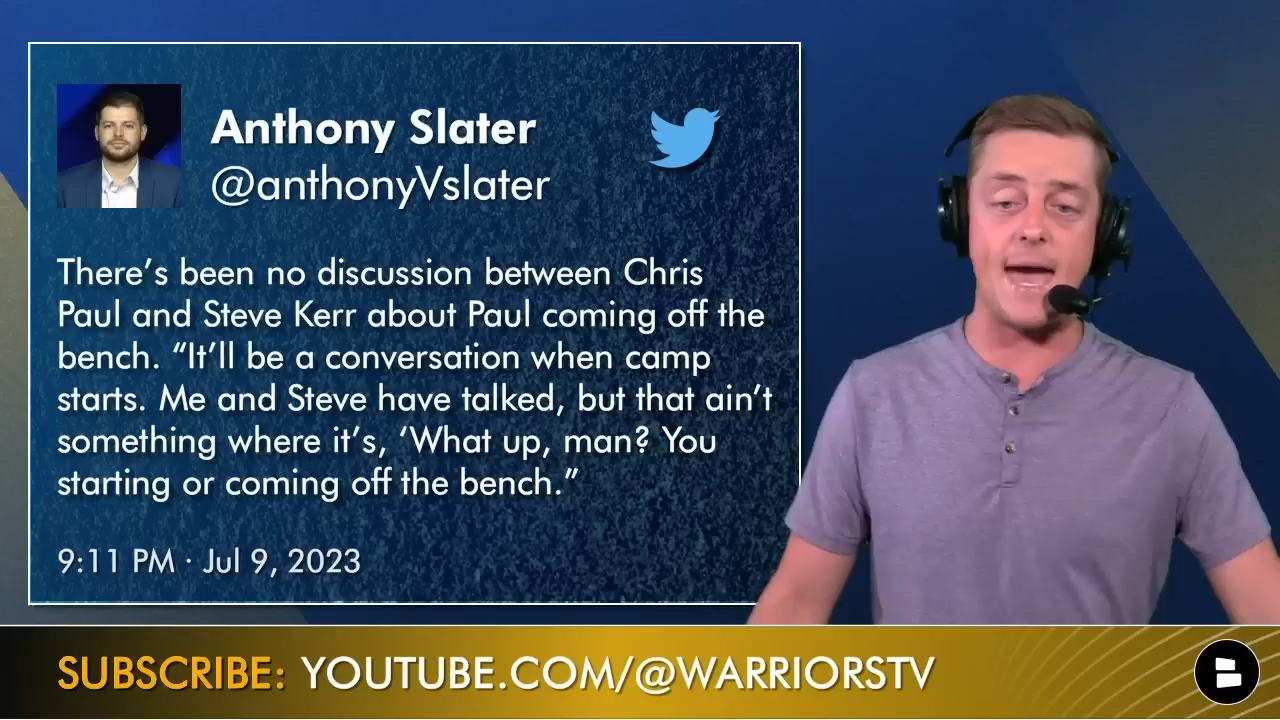 Anthony Slater
@anthonyVslater
There's been no discussion between Chris
Paul and Steve Kerr about Paul coming off the
bench. “It'll be a conversation when camp
starts. Me and Steve have talked, but that ain't
something where it's, ‘What up, man? You
starting or coming off the bench.”
9:11 PM · Jul 9, 2023
SUBSCRIBE: YOUTUBE.COM/@WARRIORSTV